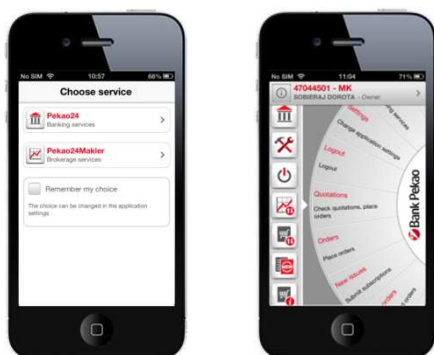 No SIM 10:57 68%
Choose service
Pekao24
Banking services
Pekao24Makler
Brokerage services
Remember my choice
The choice can be changed in the application
settings.
No SIM 11:04 71%
47044501 - MK
SOBIERAJ DOROTA - Owner
Settings
Change application settings
Logout
Logout
Quotations
Check quotations, place
orders
Orders
Place orders
New issues
Submit subscriptions
orders
Bank Pekao